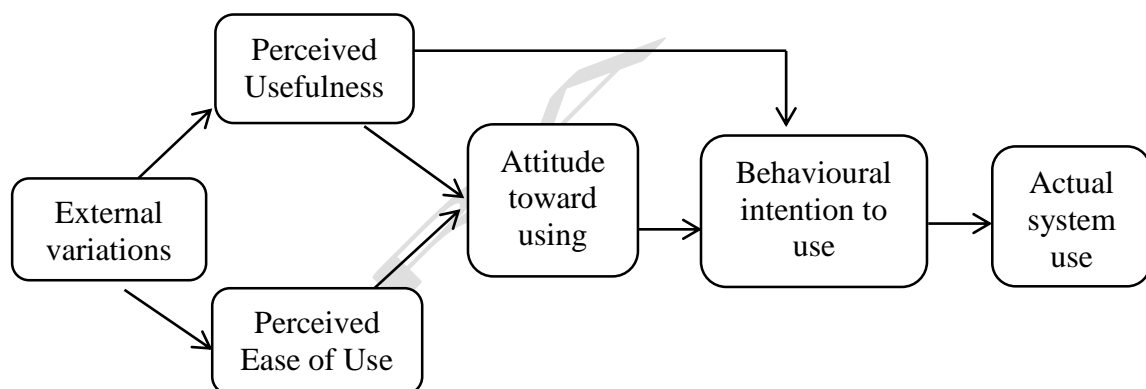 Perceived
Usefulness
External
variations
Perceived
Ease of Use
Attitude
toward
using
Behavioural
intention to
use
Actual
system
use